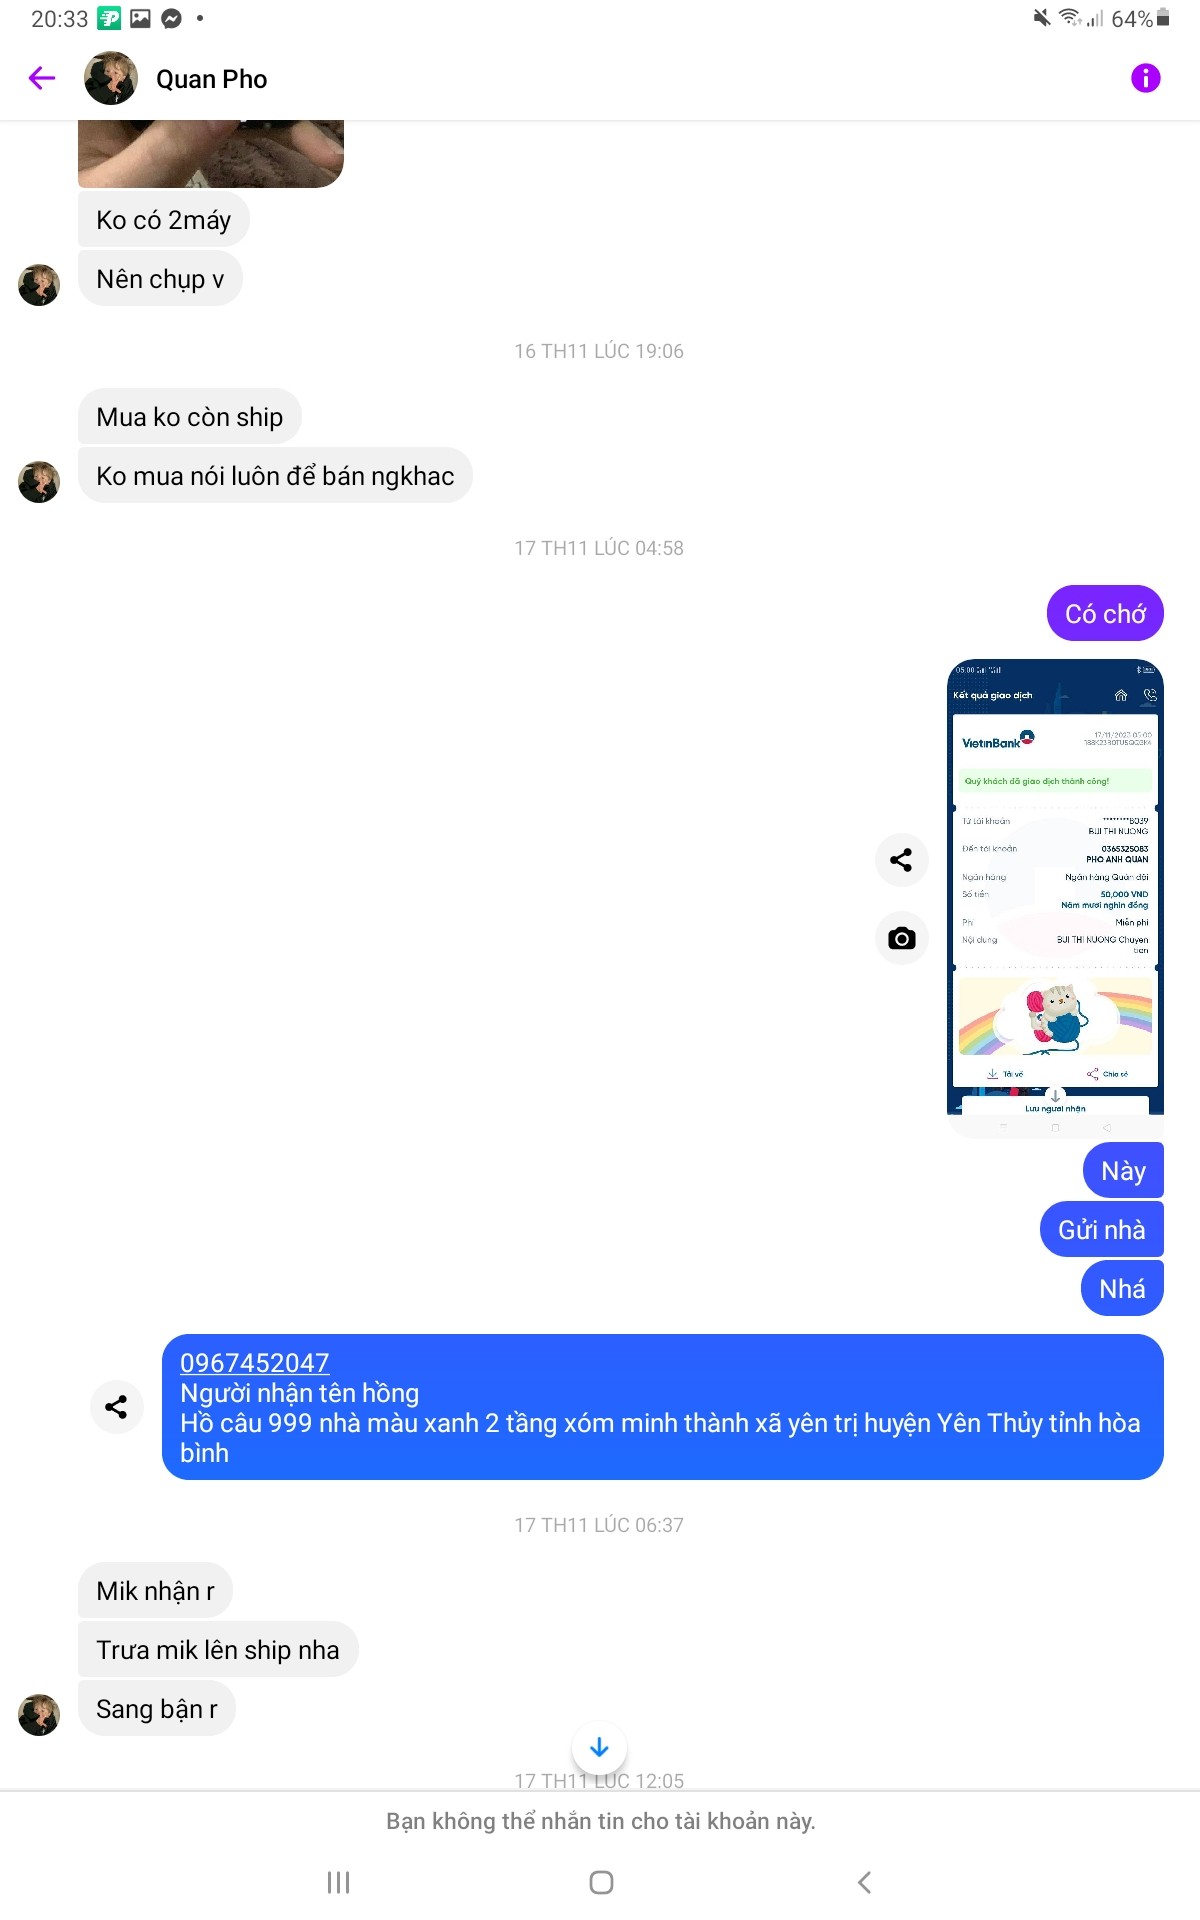 20:33
64%
Quan Pho
Ko có 2máy
Nên chụp v
16 TH11 LÚC 19:06
Mua ko còn ship
Ko mua nói luôn để bán ngkhac
17 TH11 LÚC 04:58
Có chớ
05:00
Kết quả giao dịch
VietinBank
17/11/2023 05:00
Quý khách đã giao dịch thành công!
Từ tài khoản
********8039
BUI THI NUONG
Đến tài khoản
0365325083
PHO ANH QUAN
Ngân hàng
Ngân hàng Quân đội
Số tiền
50,000 VND
Năm mươi nghìn đồng
Phí
Miễn phí
Nội dung
BUI THI NUONG Chuyen
tien
Tải về
Chia sẻ
Lưu người nhận
Này
Gửi nhà
Nhá
0967452047
Người nhận tên hồng
Hồ câu 999 nhà màu xanh 2 tầng xóm minh thành xã yên trị huyện Yên Thủy tỉnh hòa
bình
17 TH11 LÚC 06:37
Mik nhận r
Trưa mik lên ship nha
Sang bận r
17 TH11 LÚC 12:05
Bạn không thể nhắn tin cho tài khoản này.